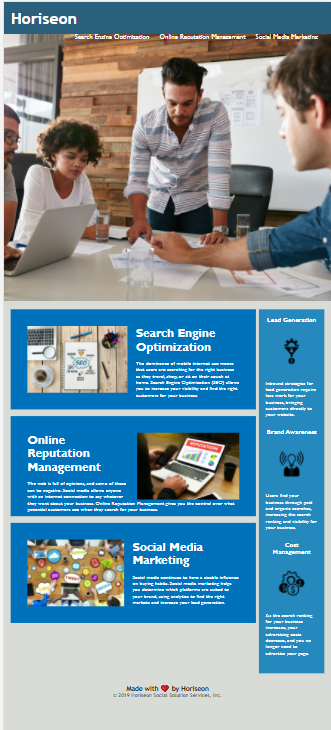 Horiseon
Search Engine Optimization Online Reputation Management Social Media Marketing
Search Engine
Optimization
The dominance of mobile internet use means
that users are searching for the right business
as they travel, shop, or sit on their couch at
home. Search Engine Optimization (SEO) allows
you to increase your visibility and find the right
customers for your business.
Online
Reputation
Management
The web is full of opinions, and some of these
can be negative. Social media allows anyone
with an internet connection to say whatever
they want about your business. Online Reputation Management gives you the control over what
potential customers see when they search for your business.
Social Media
Marketing
Social media continues to have a sizable influence
on buying habits. Social media marketing helps
you determine which platforms are suited to
your brand, using analytics to find the right
markets and increase your lead generation.
Lead Generation
Inbound strategies for
lead generation require
less work for your
business, bringing
customers directly to
your website.
Brand Awareness
Users find your
business through paid
and organic searches,
increasing the search
ranking and visibility for
your business.
Cost
Management
As the search ranking
for your business
increases, your
advertising costs
decrease, and you no
longer need to
advertise your page.
Made with ❤️ by Horiseon
© 2019 Horiseon Social Solution Services, Inc.